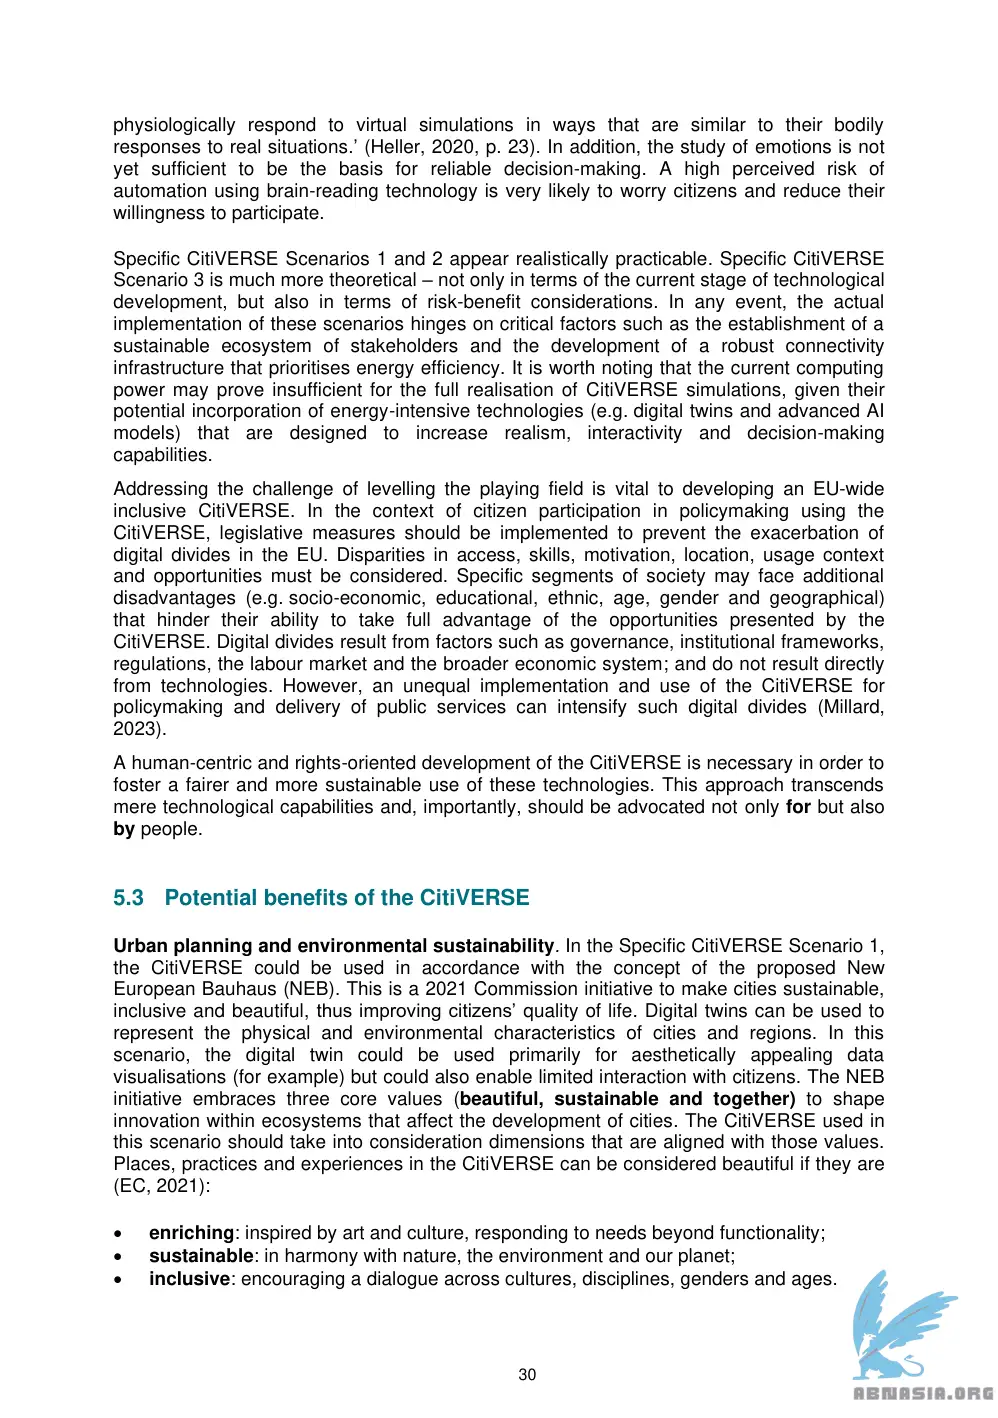 physiologically respond to virtual simulations in ways that are similar to their bodily
responses to real situations.’ (Heller, 2020, p. 23). In addition, the study of emotions is not
yet sufficient to be the basis for reliable decision-making. A high perceived risk of
automation using brain-reading technology is very likely to worry citizens and reduce their
willingness to participate.
Specific CitiVERSE Scenarios 1 and 2 appear realistically practicable. Specific CitiVERSE
Scenario 3 is much more theoretical – not only in terms of the current stage of technological
development, but also in terms of risk-benefit considerations. In any event, the actual
implementation of these scenarios hinges on critical factors such as the establishment of a
sustainable ecosystem of stakeholders and the development of a robust connectivity
infrastructure that prioritises energy efficiency. It is worth noting that the current computing
power may prove insufficient for the full realisation of CitiVERSE simulations, given their
potential incorporation of energy-intensive technologies (e.g. digital twins and advanced AI
models) that are designed to increase realism, interactivity and decision-making
capabilities.
Addressing the challenge of levelling the playing field is vital to developing an EU-wide
inclusive CitiVERSE. In the context of citizen participation in policymaking using the
CitiVERSE, legislative measures should be implemented to prevent the exacerbation of
digital divides in the EU. Disparities in access, skills, motivation, location, usage context
and opportunities must be considered. Specific segments of society may face additional
disadvantages (e.g. socio-economic, educational, ethnic, age, gender and geographical)
that hinder their ability to take full advantage of the opportunities presented by the
CitiVERSE. Digital divides result from factors such as governance, institutional frameworks,
regulations, the labour market and the broader economic system; and do not result directly
from technologies. However, an unequal implementation and use of the CitiVERSE for
policymaking and delivery of public services can intensify such digital divides (Millard,
2023).
A human-centric and rights-oriented development of the CitiVERSE is necessary in order to
foster a fairer and more sustainable use of these technologies. This approach transcends
mere technological capabilities and, importantly, should be advocated not only for but also
by people.
5.3 Potential benefits of the CitiVERSE
Urban planning and environmental sustainability. In the Specific CitiVERSE Scenario 1,
the CitiVERSE could be used in accordance with the concept of the proposed New
European Bauhaus (NEB). This is a 2021 Commission initiative to make cities sustainable,
inclusive and beautiful, thus improving citizens’ quality of life. Digital twins can be used to
represent the physical and environmental characteristics of cities and regions. In this
scenario, the digital twin could be used primarily for aesthetically appealing data
visualisations (for example) but could also enable limited interaction with citizens. The NEB
initiative embraces three core values (beautiful, sustainable and together) to shape
innovation within ecosystems that affect the development of cities. The CitiVERSE used in
this scenario should take into consideration dimensions that are aligned with those values.
Places, practices and experiences in the CitiVERSE can be considered beautiful if they are
(EC, 2021):
• enriching: inspired by art and culture, responding to needs beyond functionality;
• sustainable: in harmony with nature, the environment and our planet;
• inclusive: encouraging a dialogue across cultures, disciplines, genders and ages.
30
ABNASIA.ORG